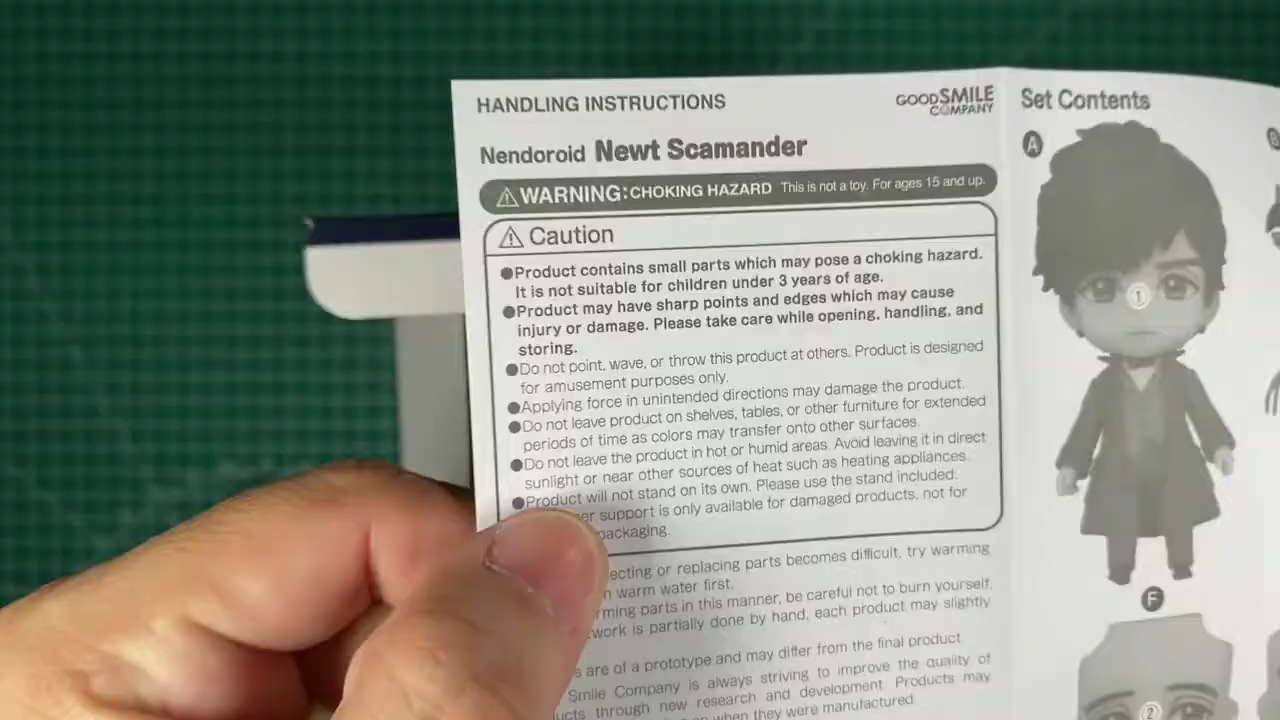 HANDLING INSTRUCTIONS
GOODSMILE
COMPANY
Nendoroid Newt Scamander
⚠WARNING:CHOKING HAZARD This is not a toy. For ages 15 and up.
⚠ Caution
●Product contains small parts which may pose a choking hazard.
It is not suitable for children under 3 years of age.
●Product may have sharp points and edges which may cause
injury or damage. Please take care while opening, handling, and
storing.
●Do not point, wave, or throw this product at others. Product is designed
for amusement purposes only.
●Applying force in unintended directions may damage the product.
●Do not leave product on shelves, tables, or other furniture for extended
periods of time as colors may transfer onto other surfaces.
●Do not leave the product in hot or humid areas. Avoid leaving it in direct
sunlight or near other sources of heat such as heating appliances.
●Product will not stand on its own. Please use the stand included.
support is only available for damaged products, not for
packaging.
or replacing parts becomes difficult, try warming
warm water first.
parts in this manner, be careful not to burn yourself.
is partially done by hand, each product may slightly
are of a prototype and may differ from the final product
Smile Company is always striving to improve the quality of
through new research and development. Products may
when they were manufactured.
Set Contents
A
1
F
2